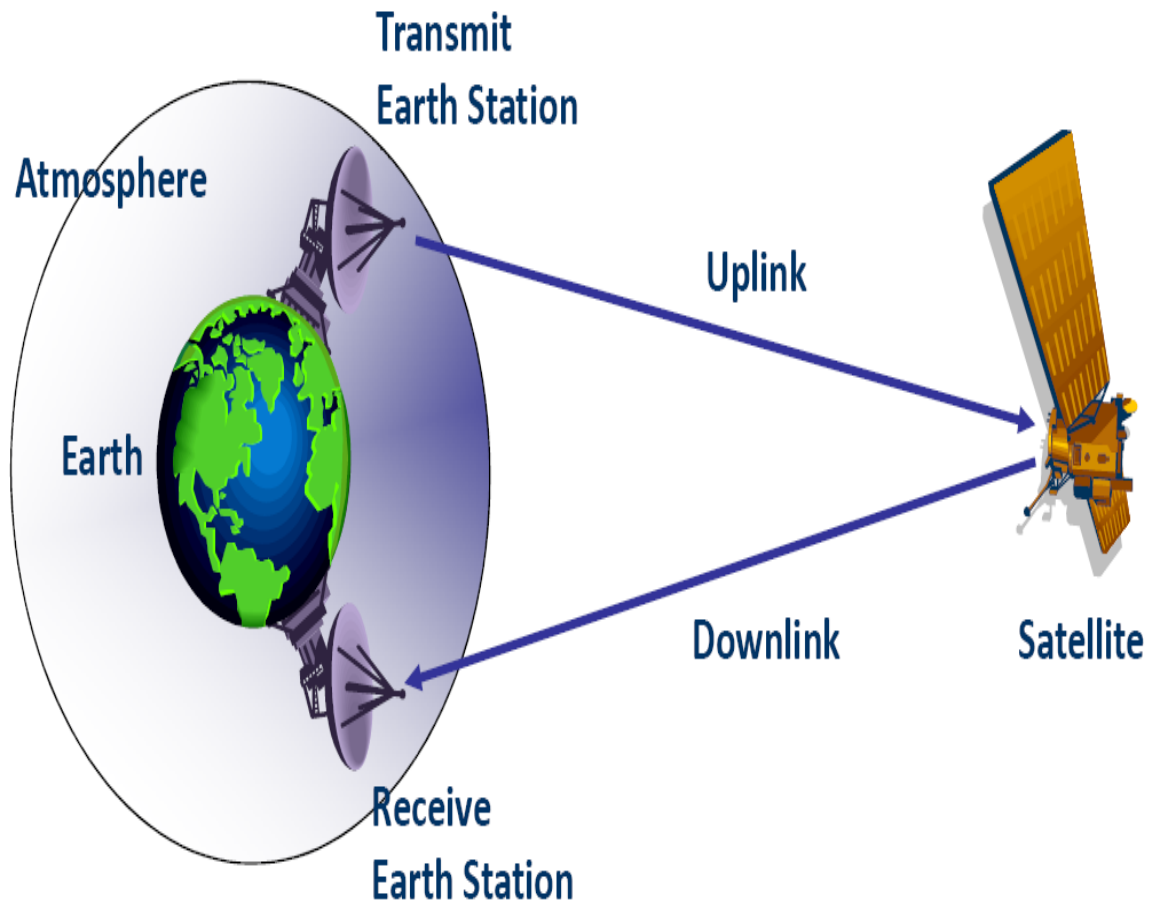 Transmit
Earth Station
Atmosphere
Uplink
Earth
Downlink
Satellite
Receive
Earth Station